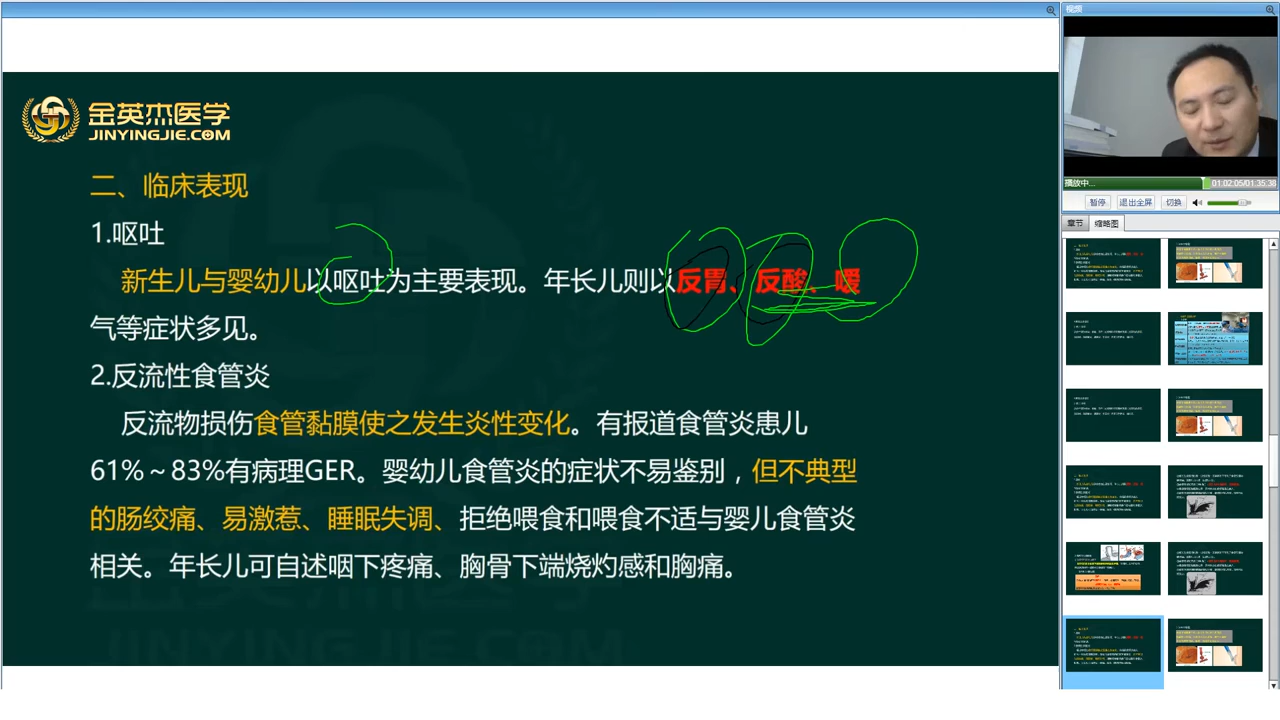 视频
金英杰医学
JINYINGJIE.COM
二、临床表现
1.呕吐
新生儿与婴幼儿以呕吐为主要表现。年长儿则以反胃、反酸、嗳
气等症状多见。
2.反流性食管炎
反流物损伤食管黏膜使之发生炎性变化。有报道食管炎患儿
61%～83%有病理GER。婴幼儿食管炎的症状不易鉴别，但不典型
的肠绞痛、易激惹、睡眠失调、拒绝喂食和喂食不适与婴儿食管炎
相关。年长儿可自述咽下疼痛、胸骨下端烧灼感和胸痛。
播放中...
01:02:05/01:35:30
暂停 退出全屏 切换
章节 缩略图